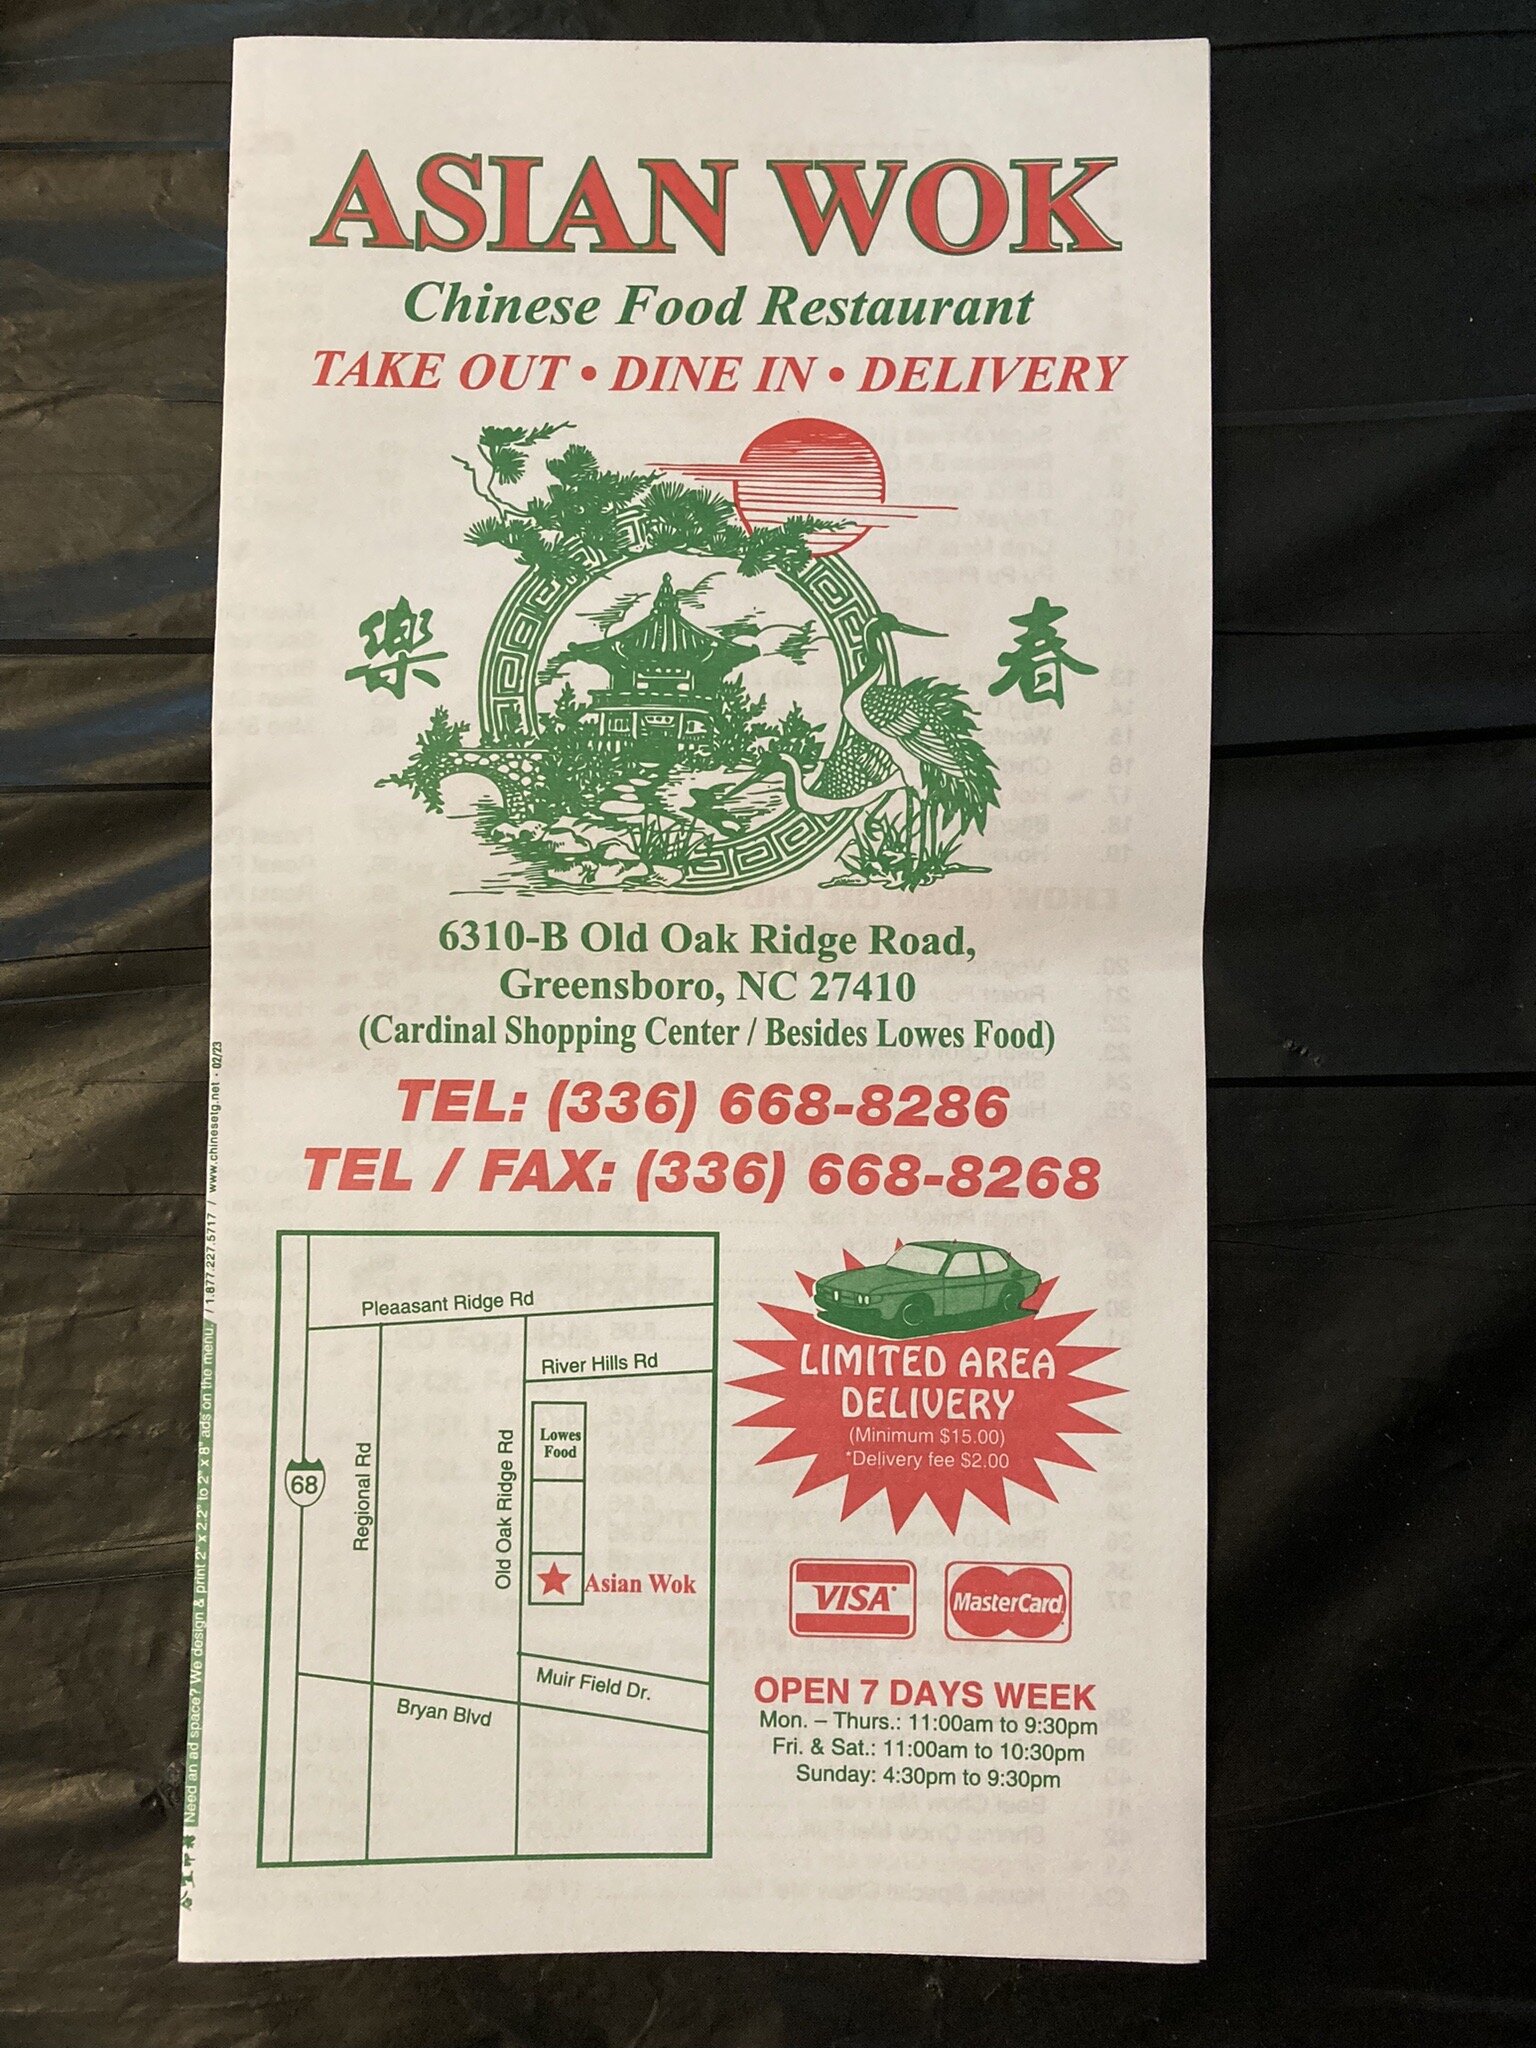 ASIAN WOK
Chinese Food Restaurant
TAKE OUT • DINE IN • DELIVERY
樂 春
6310-B Old Oak Ridge Road,
Greensboro, NC 27410
(Cardinal Shopping Center / Besides Lowes Food)
TEL: (336) 668-8286
TEL / FAX: (336) 668-8268
Pleaasant Ridge Rd
River Hills Rd
Lowes
Food
68
Regional Rd
Old Oak Ridge Rd
Asian Wok
Muir Field Dr.
Bryan Blvd
LIMITED AREA
DELIVERY
(Minimum $15.00)
*Delivery fee $2.00
VISA
MasterCard
OPEN 7 DAYS WEEK
Mon. – Thurs.: 11:00am to 9:30pm
Fri. & Sat.: 11:00am to 10:30pm
Sunday: 4:30pm to 9:30pm
Need an ad space? We design & print 2" x 2.2" to 2" x 8" ads on the menu. / 1.877.227.5717 / www.chinesetg.net · 02/23